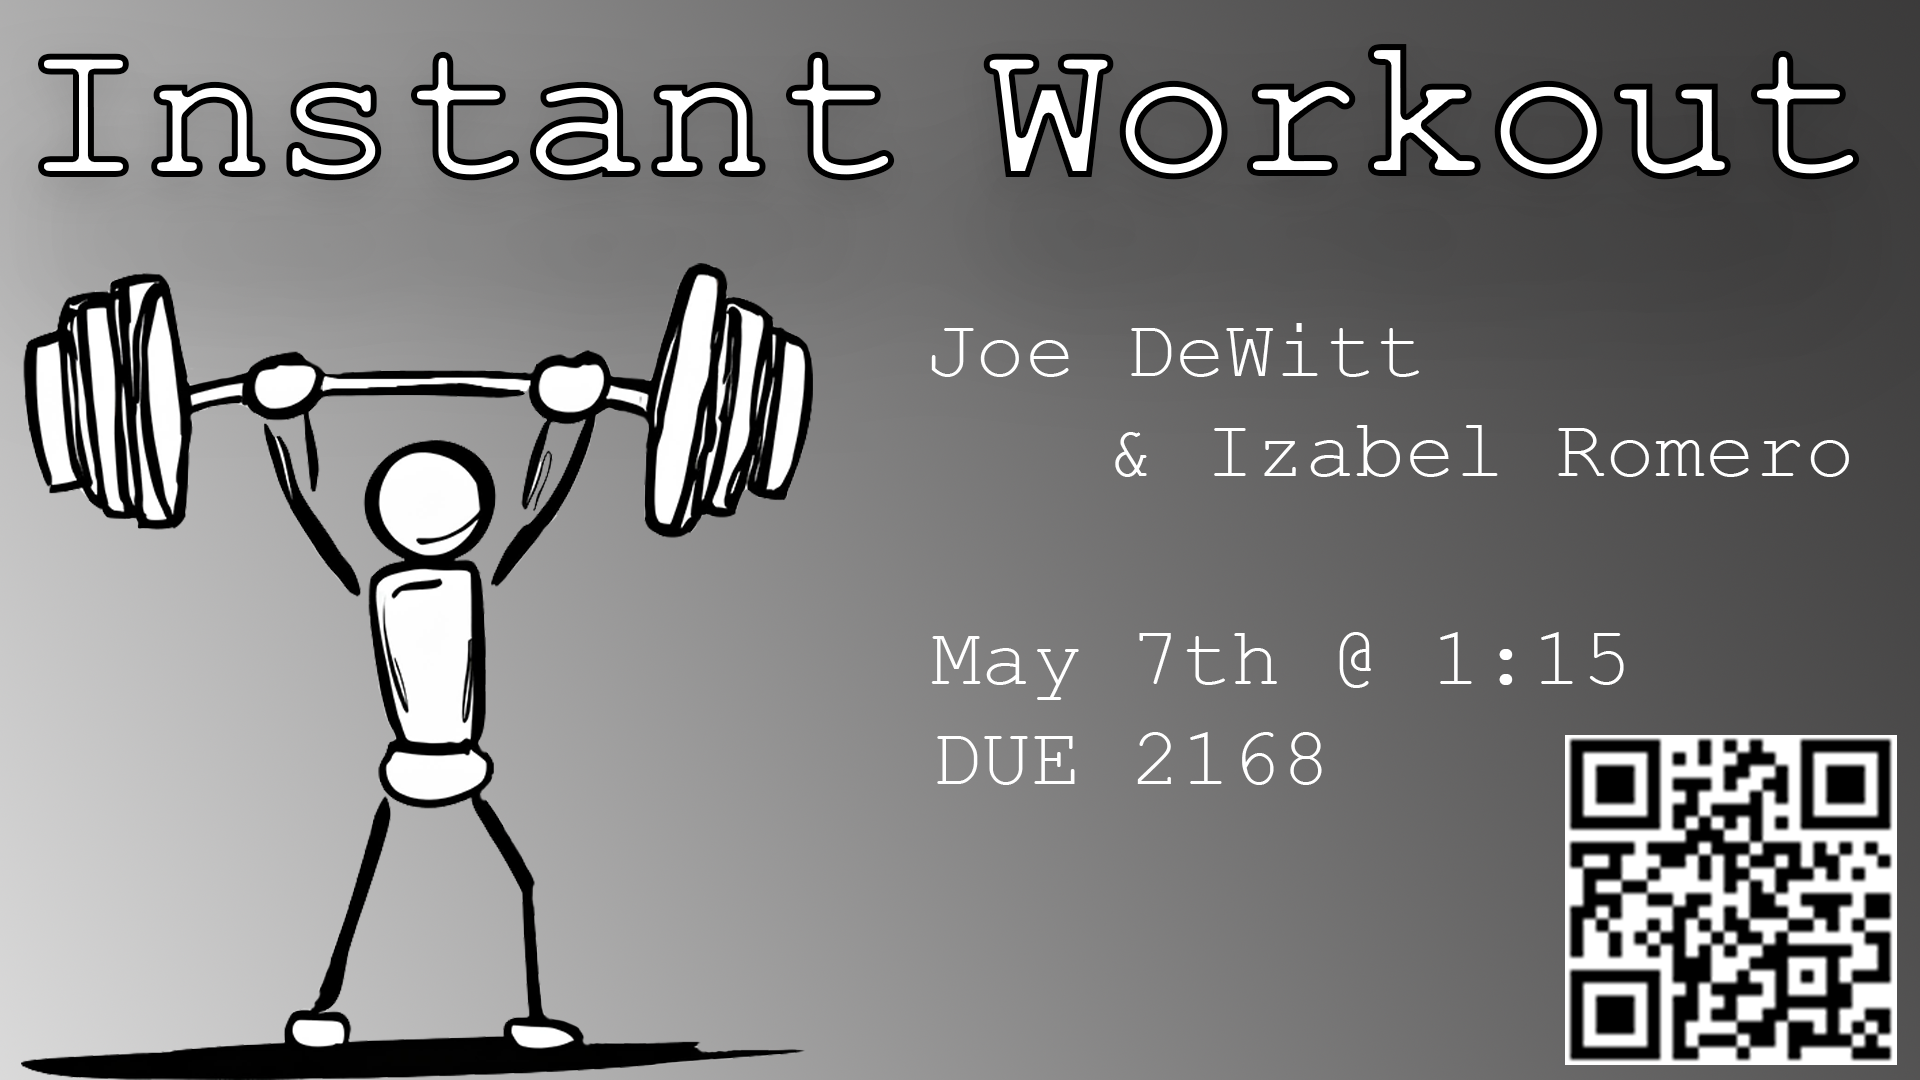 Instant Workout
Joe DeWitt
& Izabel Romero
May 7th @ 1:15
DUE 2168